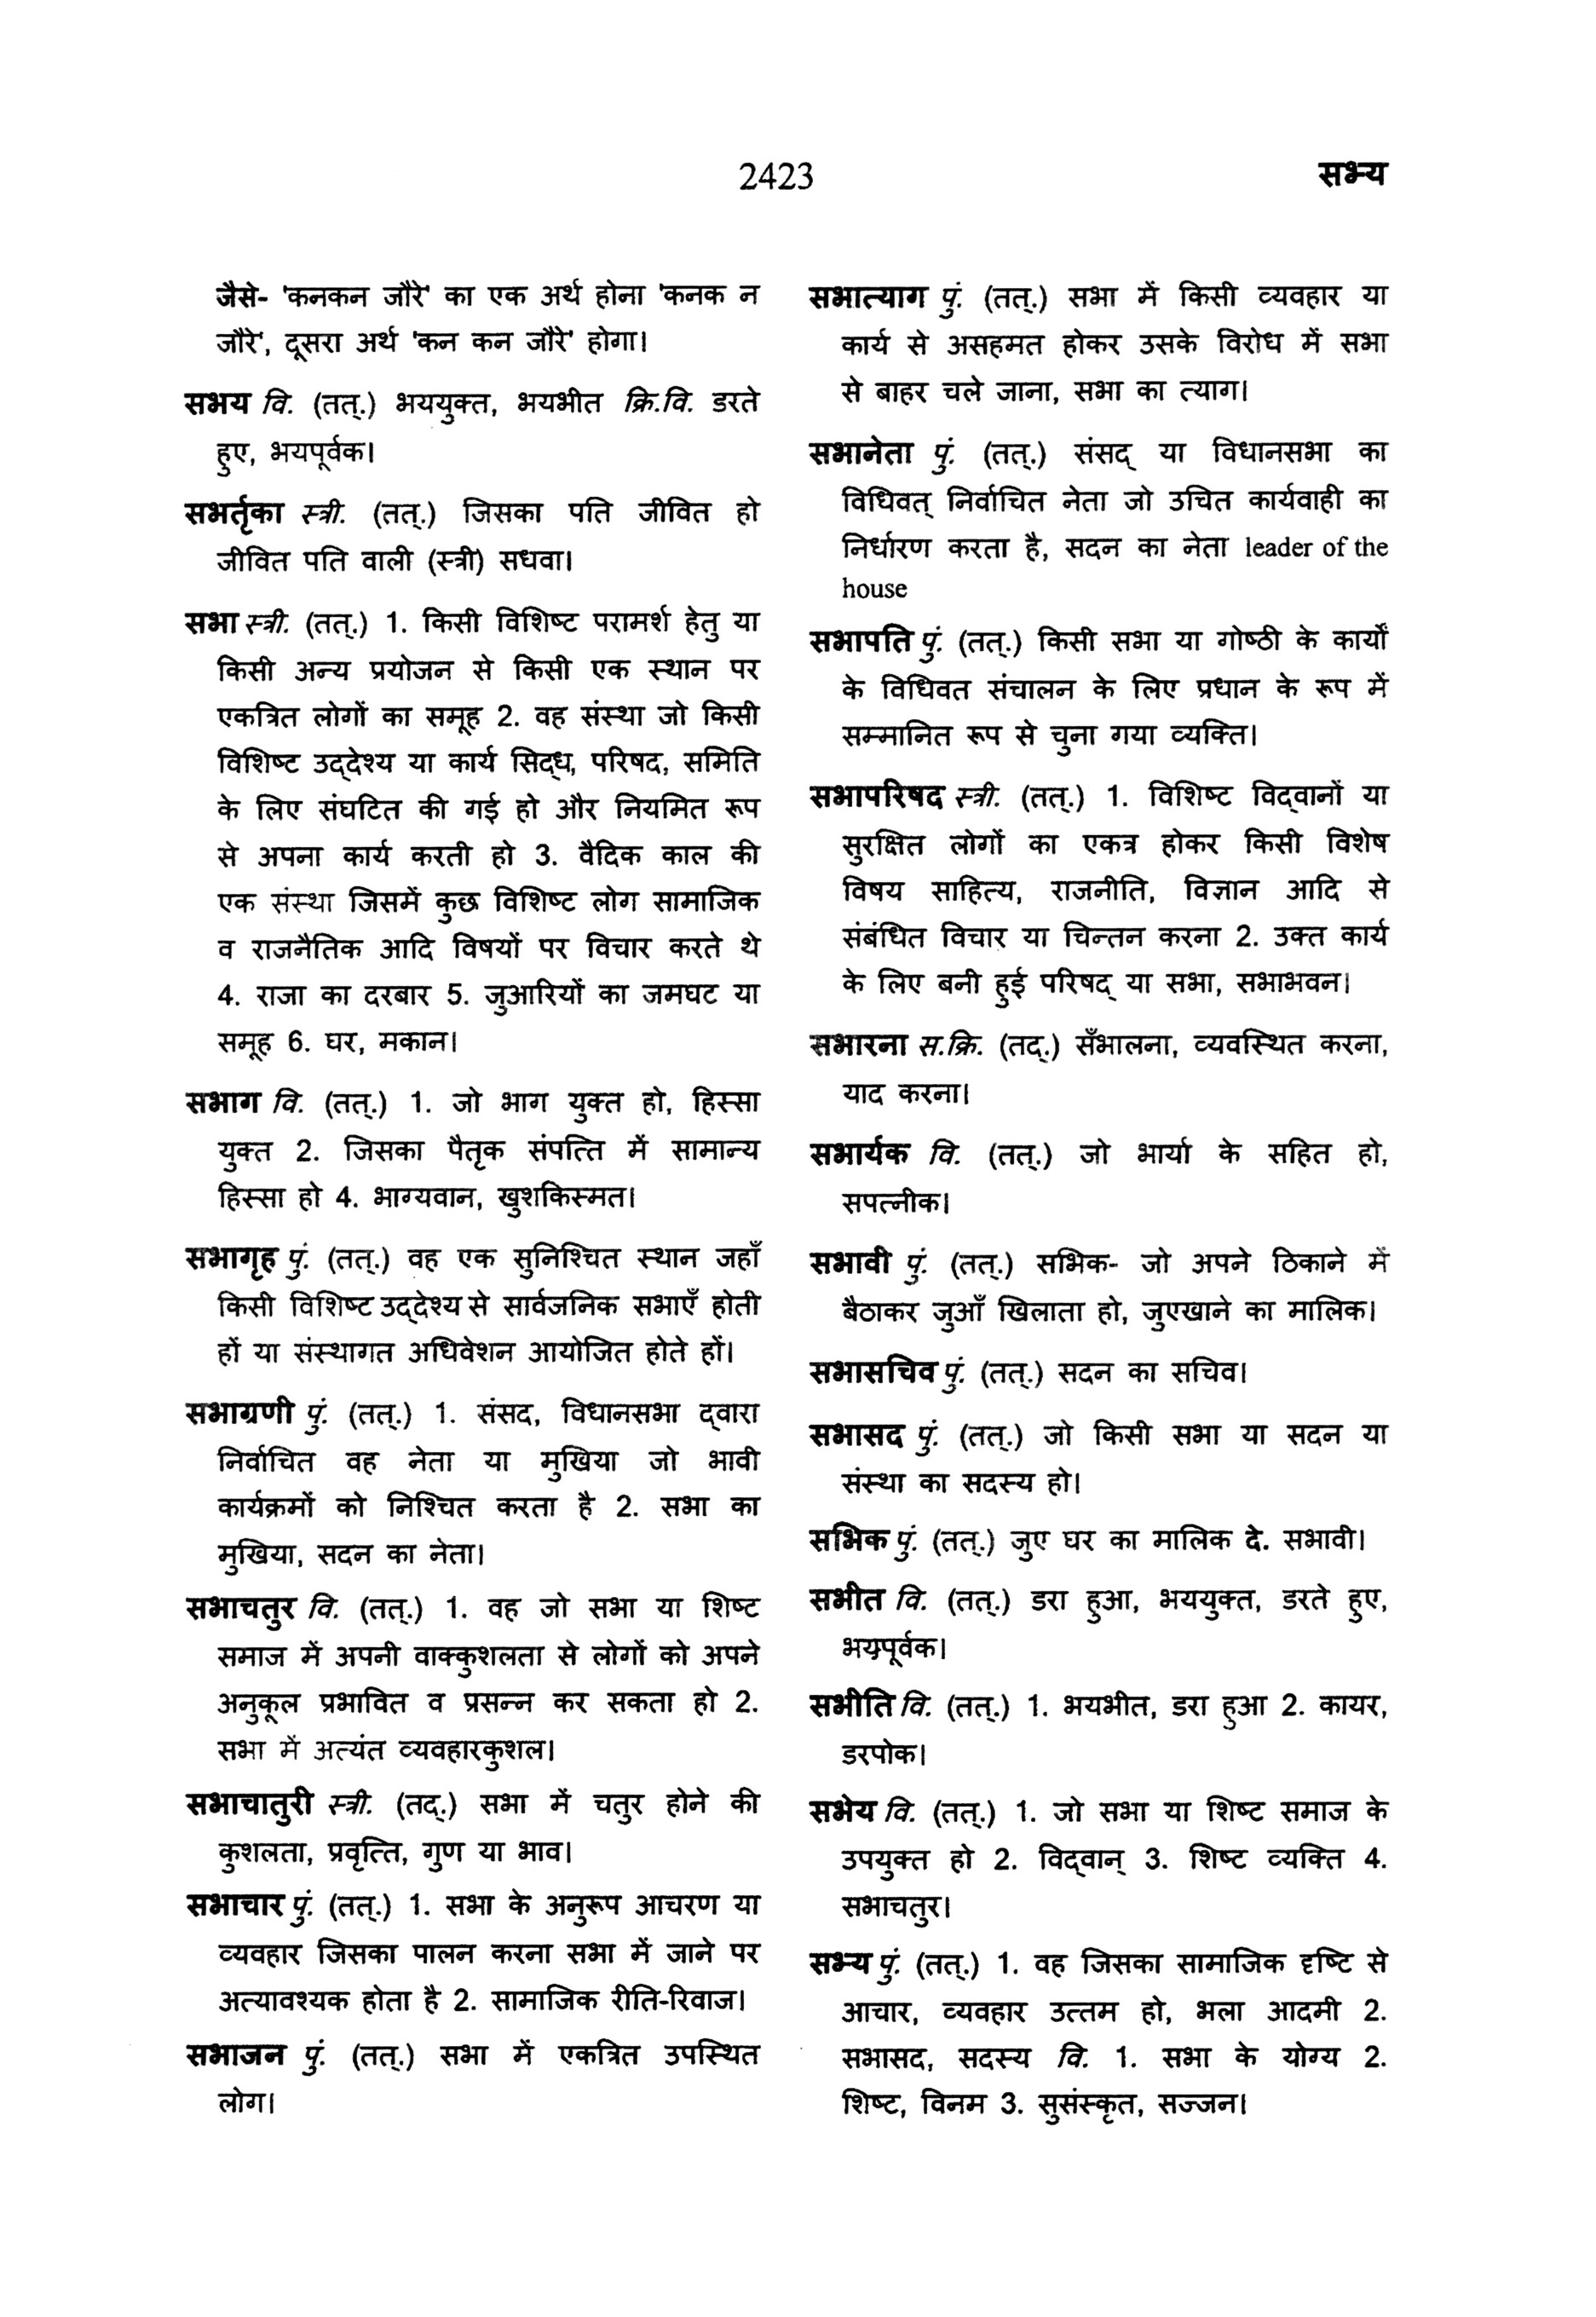 2423
सभ्य
जैसे- 'कनकन जौरे' का एक अर्थ होना 'कनक न
जौरे', दूसरा अर्थ 'कन कन जौरे' होगा।
सभय वि. (तत्.) भययुक्त, भयभीत क्रि.वि. डरते
हुए, भयपूर्वक।
सभर्तृका स्त्री. (तत्.) जिसका पति जीवित हो
जीवित पति वाली (स्त्री) सधवा।
सभा स्त्री. (तत्.) 1. किसी विशिष्ट परामर्श हेतु या
किसी अन्य प्रयोजन से किसी एक स्थान पर
एकत्रित लोगों का समूह 2. वह संस्था जो किसी
विशिष्ट उद्‌देश्य या कार्य सिद्‌ध, परिषद, समिति
के लिए संघटित की गई हो और नियमित रूप
से अपना कार्य करती हो 3. वैदिक काल की
एक संस्था जिसमें कुछ विशिष्ट लोग सामाजिक
व राजनैतिक आदि विषयों पर विचार करते थे
4. राजा का दरबार 5. जुआरियों का जमघट या
समूह 6. घर, मकान।
सभाग वि. (तत्.) 1. जो भाग युक्त हो, हिस्सा
युक्त 2. जिसका पैतृक संपत्ति में सामान्य
हिस्सा हो 4. भाग्यवान, खुशकिस्मत।
सभागृह पुं. (तत्.) वह एक सुनिश्चित स्थान जहाँ
किसी विशिष्ट उद्‌देश्य से सार्वजनिक सभाएँ होती
हों या संस्थागत अधिवेशन आयोजित होते हों।
सभाग्रणी पुं. (तत्.) 1. संसद, विधानसभा द्‌वारा
निर्वाचित वह नेता या मुखिया जो भावी
कार्यक्रमों को निश्चित करता है 2. सभा का
मुखिया, सदन का नेता।
सभाचतुर वि. (तत्.) 1. वह जो सभा या शिष्ट
समाज में अपनी वाक्कुशलता से लोगों को अपने
अनुकूल प्रभावित व प्रसन्न कर सकता हो 2.
सभा में अत्यंत व्यवहारकुशल।
सभाचातुरी स्त्री. (तद्.) सभा में चतुर होने की
कुशलता, प्रवृत्ति, गुण या भाव।
सभाचार पुं. (तत्.) 1. सभा के अनुरूप आचरण या
व्यवहार जिसका पालन करना सभा में जाने पर
अत्यावश्यक होता है 2. सामाजिक रीति-रिवाज।
सभाजन पुं. (तत्.) सभा में एकत्रित उपस्थित
लोग।
सभात्याग पुं. (तत्.) सभा में किसी व्यवहार या
कार्य से असहमत होकर उसके विरोध में सभा
से बाहर चले जाना, सभा का त्याग।
सभानेता पुं. (तत्.) संसद् या विधानसभा का
विधिवत् निर्वाचित नेता जो उचित कार्यवाही का
निर्धारण करता है, सदन का नेता leader of the
house
सभापति पुं. (तत्.) किसी सभा या गोष्ठी के कार्यों
के विधिवत संचालन के लिए प्रधान के रूप में
सम्मानित रूप से चुना गया व्यक्ति।
सभापरिषद स्त्री. (तत्.) 1. विशिष्ट विद्‌वानों या
सुरक्षित लोगों का एकत्र होकर किसी विशेष
विषय साहित्य, राजनीति, विज्ञान आदि से
संबंधित विचार या चिन्तन करना 2. उक्त कार्य
के लिए बनी हुई परिषद् या सभा, सभाभवन।
सभारना स.क्रि. (तद्.) सँभालना, व्यवस्थित करना,
याद करना।
सभार्यक वि. (तत्.) जो भार्या के सहित हो,
सपत्नीक।
सभावी पुं. (तत्.) सभिक- जो अपने ठिकाने में
बैठाकर जुआँ खिलाता हो, जुएखाने का मालिक।
सभासचिव पुं. (तत्.) सदन का सचिव।
सभासद पुं. (तत्.) जो किसी सभा या सदन या
संस्था का सदस्य हो।
सभिक पुं. (तत्.) जुए घर का मालिक दे. सभावी।
सभीत वि. (तत्.) डरा हुआ, भययुक्त, डरते हुए,
भयपूर्वक।
सभीति वि. (तत्.) 1. भयभीत, डरा हुआ 2. कायर,
डरपोक।
सभेय वि. (तत्.) 1. जो सभा या शिष्ट समाज के
उपयुक्त हो 2. विद्‌वान् 3. शिष्ट व्यक्ति 4.
सभाचतुर।
सभ्य पुं. (तत्.) 1. वह जिसका सामाजिक दृष्टि से
आचार, व्यवहार उत्तम हो, भला आदमी 2.
सभासद, सदस्य वि. 1. सभा के योग्य 2.
शिष्ट, विनम 3. सुसंस्कृत, सज्जन।